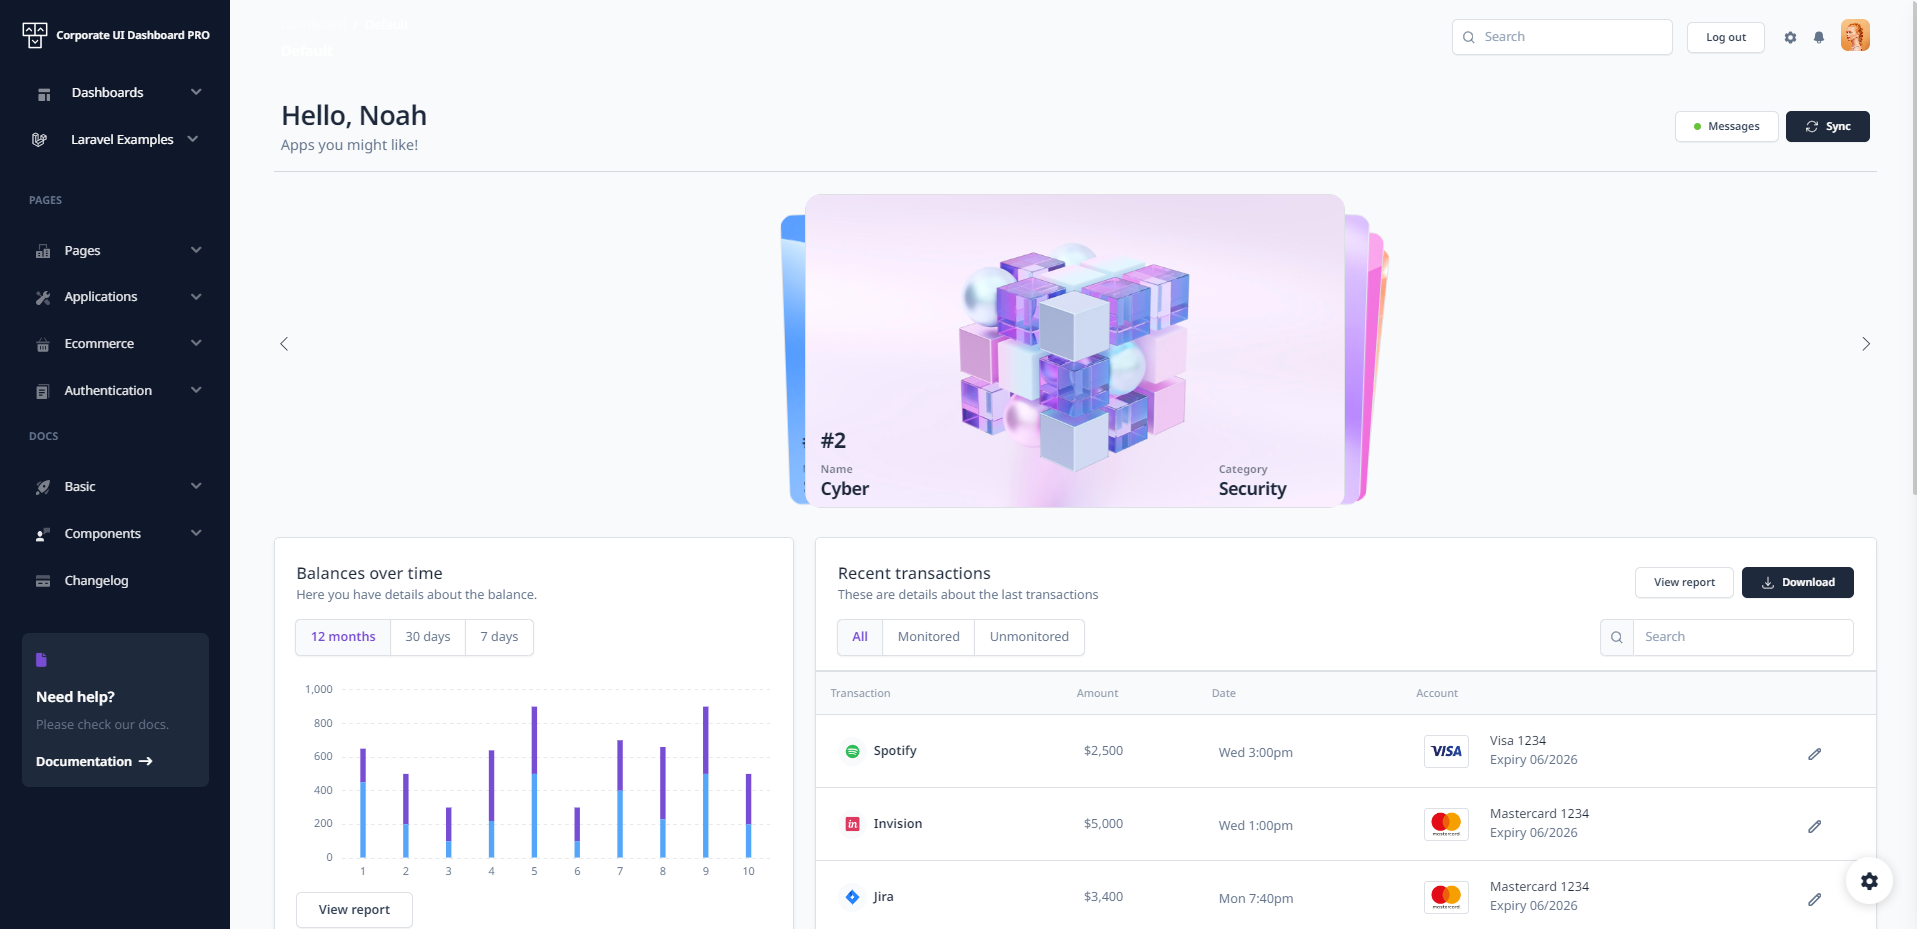 Corporate UI Dashboard PRO
Dashboards
Laravel Examples
PAGES
Pages
Applications
Ecommerce
Authentication
DOCS
Basic
Components
Changelog
Need help?
Please check our docs.
Documentation →
/ Default
Default
Search
Log out
Hello, Noah
Apps you might like!
Messages
Sync
#2
Name
Cyber
Category
Security
Balances over time
Here you have details about the balance.
12 months
30 days
7 days
1,000
800
600
400
200
0
1 2 3 4 5 6 7 8 9 10
View report
Recent transactions
These are details about the last transactions
View report
Download
All
Monitored
Unmonitored
Search
Transaction Amount Date Account
Spotify $2,500 Wed 3:00pm VISA Visa 1234
Expiry 06/2026
in Invision $5,000 Wed 1:00pm mastercard Mastercard 1234
Expiry 06/2026
Jira $3,400 Mon 7:40pm mastercard Mastercard 1234
Expiry 06/2026